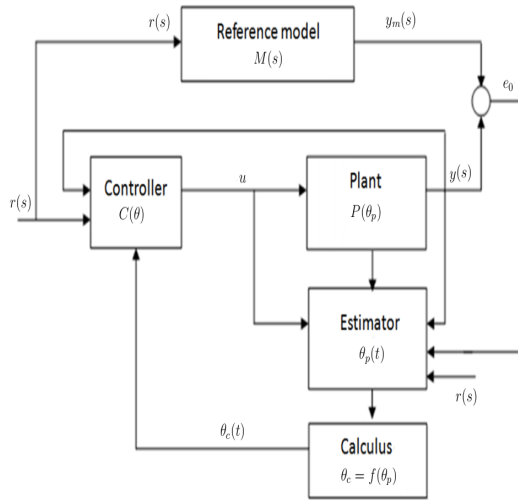 r(s)
Reference model
M(s)
y_m(s)
e_0
r(s)
Controller
C(θ)
u
Plant
P(θ_p)
y(s)
Estimator
θ_p(t)
r(s)
θ_c(t)
Calculus
θ_c = f(θ_p)